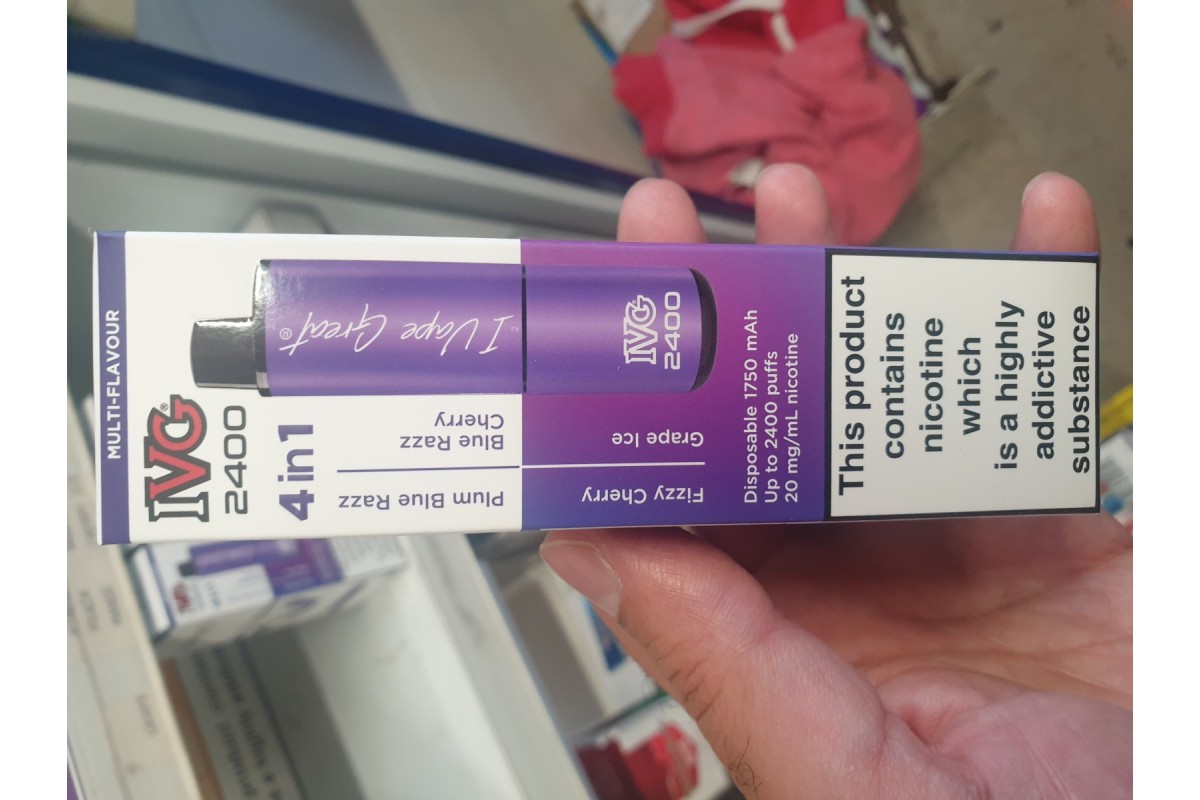 MULTI-FLAVOUR
IVG®
2400
4 in 1
Plum Blue Razz
Blue Razz
Cherry
Fizzy Cherry
Grape Ice
I Vape Great®
IVG
2400
Disposable 1750 mAh
Up to 2400 puffs
20 mg/mL nicotine
This product
contains
nicotine
which
is a highly
addictive
substance